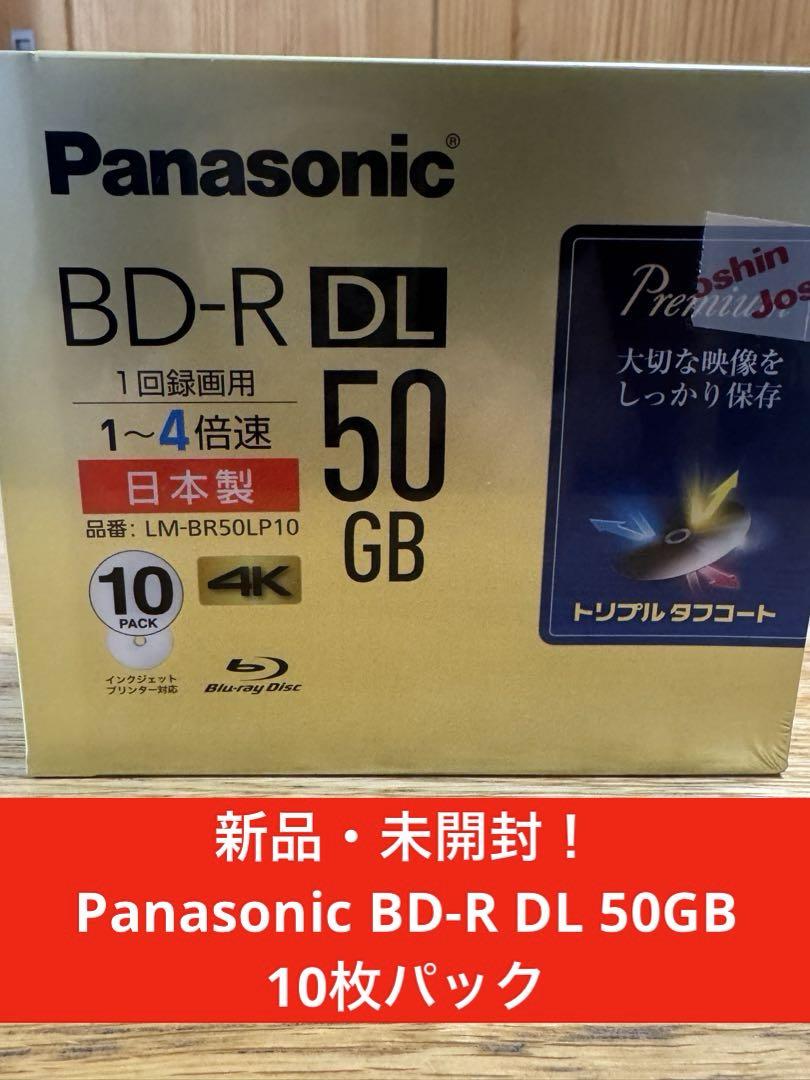 Panasonic®
BD-R DL
1回録画用
1～4倍速
50
GB
日本製
品番: LM-BR50LP10
10
PACK
4K
インクジェット
プリンター対応
Blu-ray Disc
Premium
oshin
Jos
大切な映像を
しっかり保存
トリプル タフコート
新品・未開封！
Panasonic BD-R DL 50GB
10枚パック